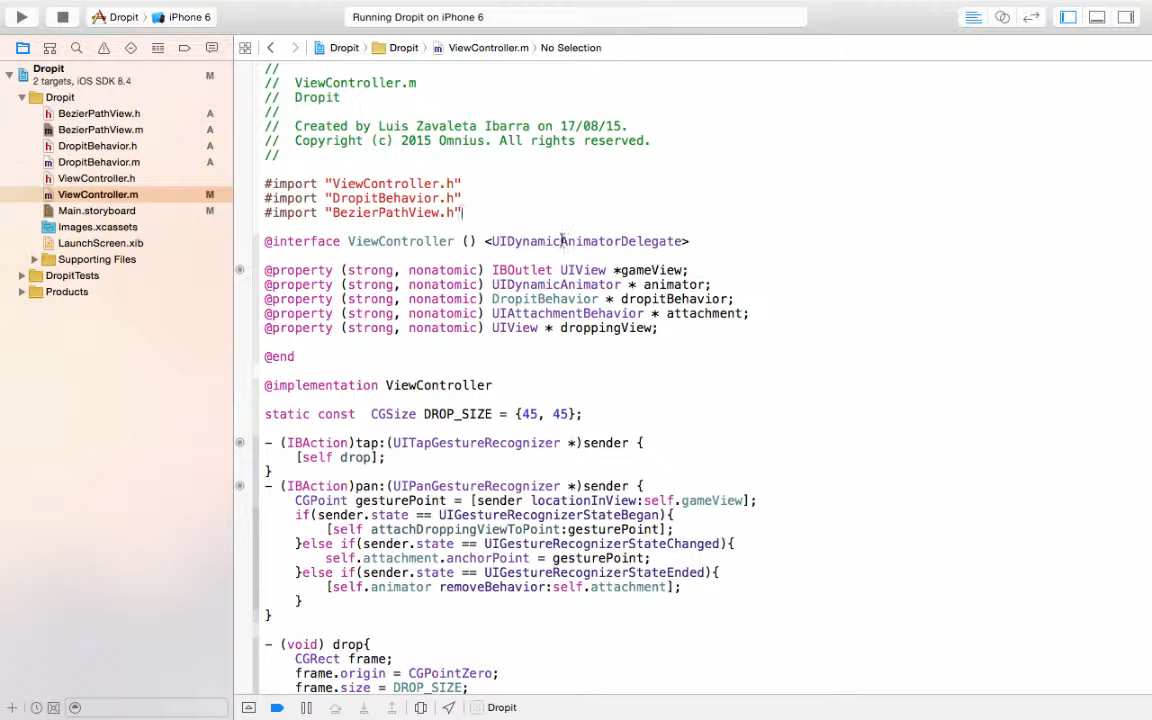 Dropit iPhone 6 Running Dropit on iPhone 6
Dropit Dropit ViewController.m No Selection
Dropit M
2 targets, iOS SDK 8.4
Dropit
BezierPathView.h A
BezierPathView.m A
DropitBehavior.h A
DropitBehavior.m A
ViewController.h
ViewController.m M
Main.storyboard M
Images.xcassets
LaunchScreen.xib
Supporting Files
DropitTests
Products
//
// ViewController.m
// Dropit
//
// Created by Luis Zavaleta Ibarra on 17/08/15.
// Copyright (c) 2015 Omnius. All rights reserved.
//
#import "ViewController.h"
#import "DropitBehavior.h"
#import "BezierPathView.h"
@interface ViewController () <UIDynamicAnimatorDelegate>
@property (strong, nonatomic) IBOutlet UIView *gameView;
@property (strong, nonatomic) UIDynamicAnimator * animator;
@property (strong, nonatomic) DropitBehavior * dropitBehavior;
@property (strong, nonatomic) UIAttachmentBehavior * attachment;
@property (strong, nonatomic) UIView * droppingView;
@end
@implementation ViewController
static const  CGSize DROP_SIZE = {45, 45};
- (IBAction)tap:(UITapGestureRecognizer *)sender {
    [self drop];
}
- (IBAction)pan:(UIPanGestureRecognizer *)sender {
    CGPoint gesturePoint = [sender locationInView:self.gameView];
    if(sender.state == UIGestureRecognizerStateBegan){
        [self attachDroppingViewToPoint:gesturePoint];
    }else if(sender.state == UIGestureRecognizerStateChanged){
        self.attachment.anchorPoint = gesturePoint;
    }else if(sender.state == UIGestureRecognizerStateEnded){
        [self.animator removeBehavior:self.attachment];
    }
}
- (void) drop{
    CGRect frame;
    frame.origin = CGPointZero;
    frame.size = DROP_SIZE;
Dropit